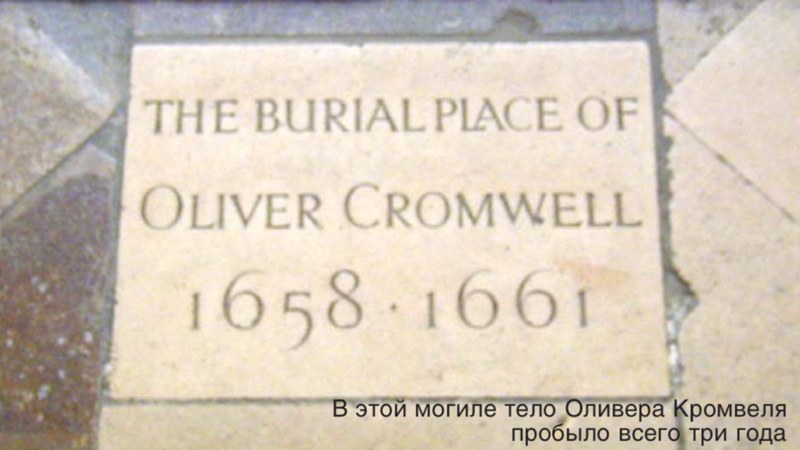 THE BURIAL PLACE OF
OLIVER CROMWELL
1658 · 1661
В этой могиле тело Оливера Кромвеля
пробыло всего три года